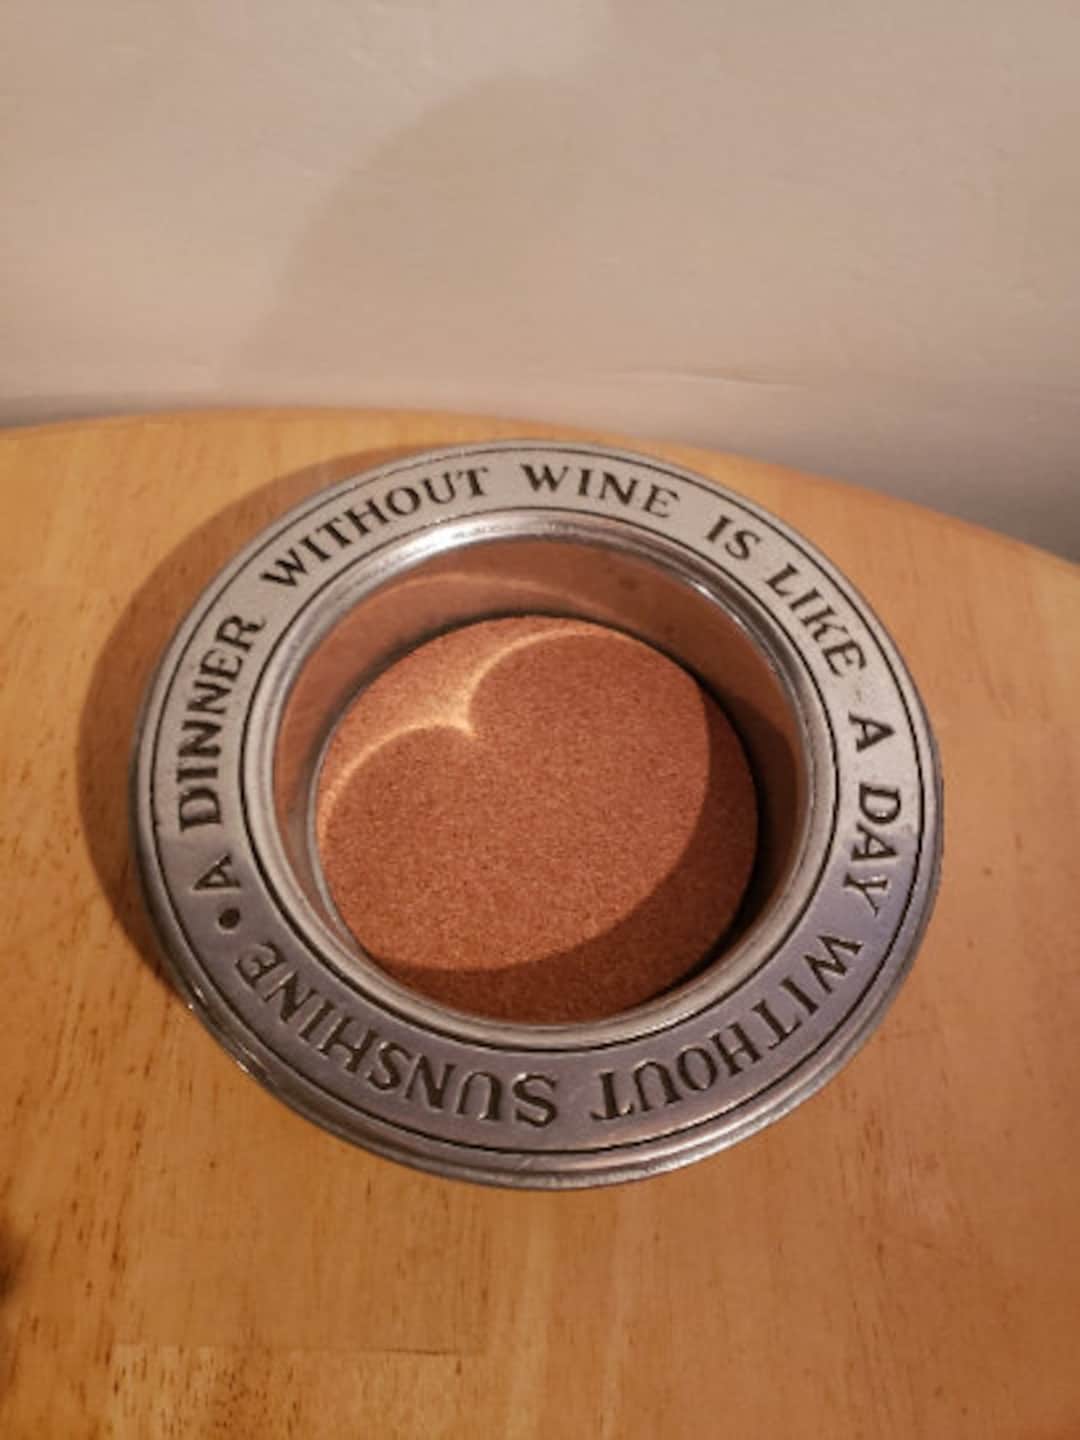 A DINNER WITHOUT WINE IS LIKE A DAY WITHOUT SUNSHINE •